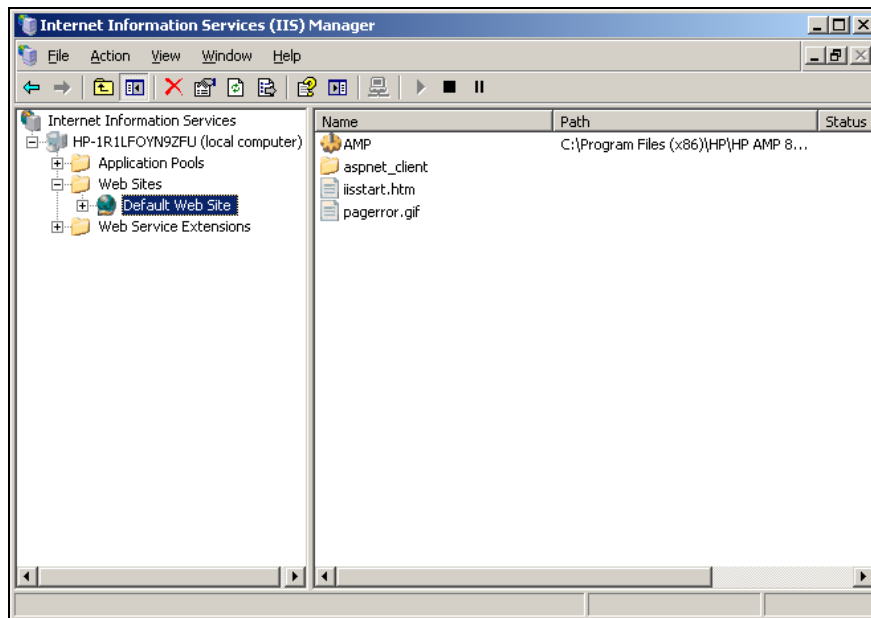 Internet Information Services (IIS) Manager
File Action View Window Help
Internet Information Services
HP-1R1LFOYN9ZFU (local computer)
Application Pools
Web Sites
Default Web Site
Web Service Extensions
Name Path Status
AMP C:\Program Files (x86)\HP\HP AMP 8...
aspnet_client
iisstart.htm
pagerror.gif